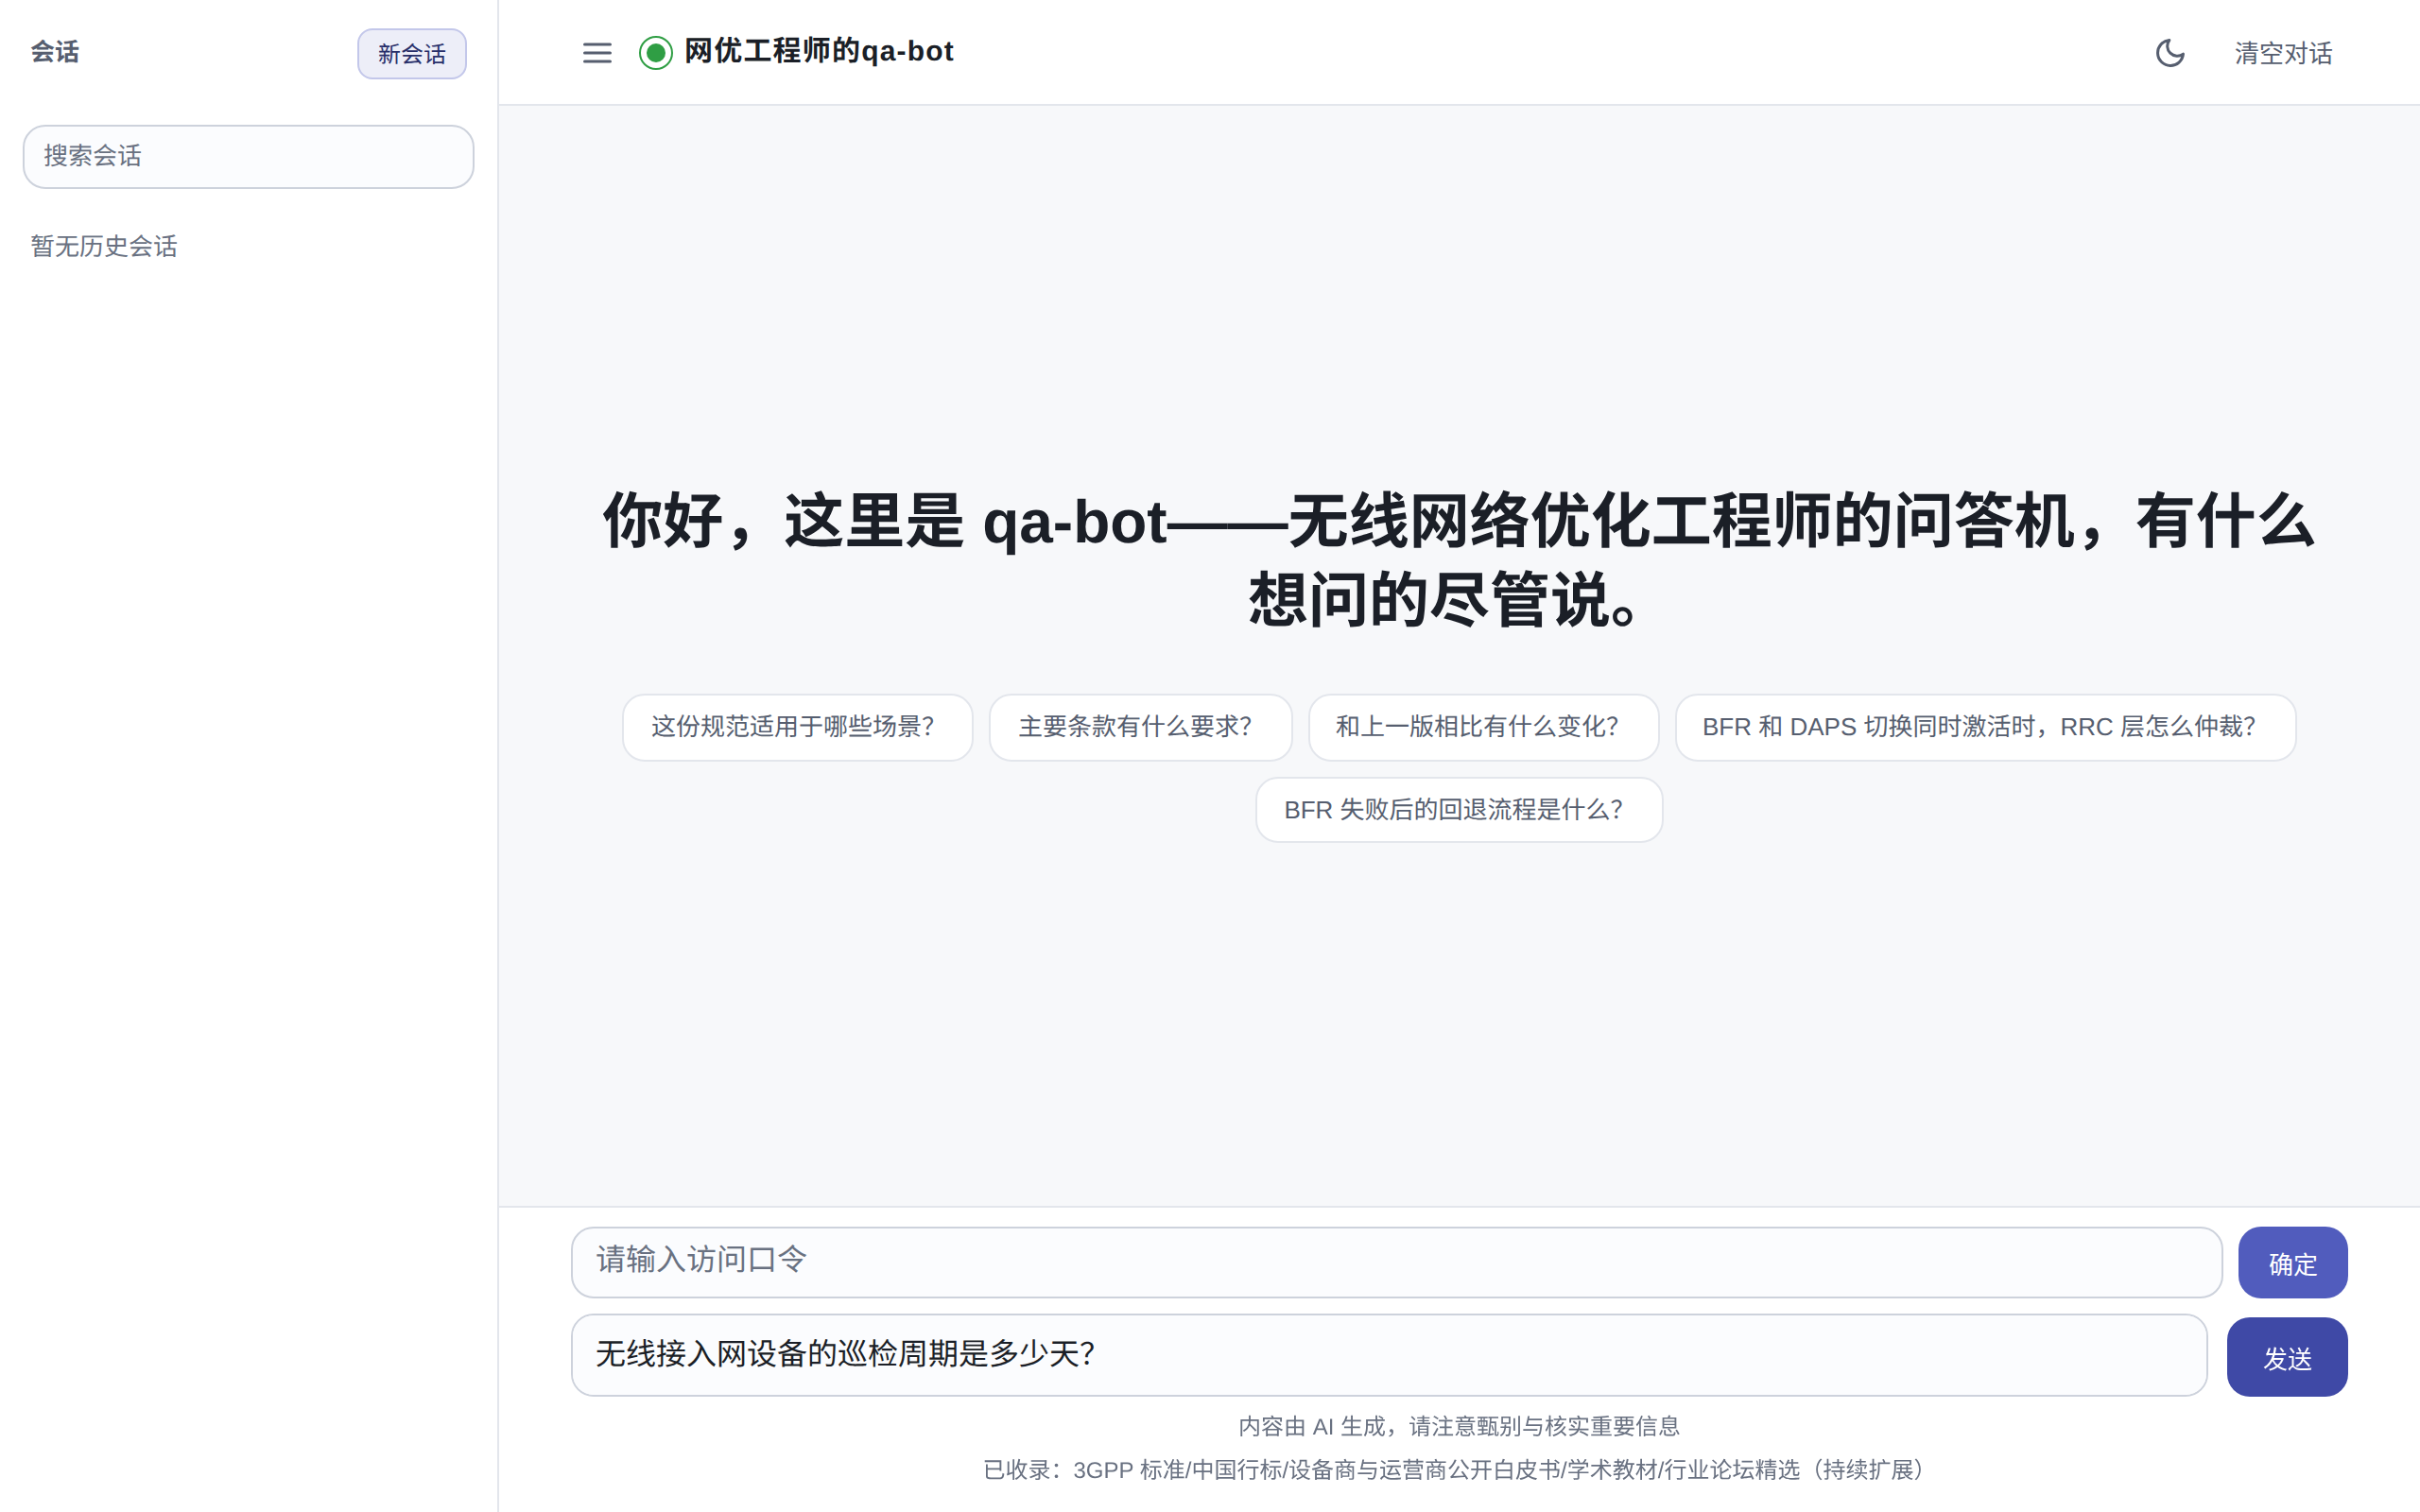 会话
新会话
搜索会话
暂无历史会话
网优工程师的qa-bot
清空对话
你好，这里是 qa-bot——无线网络优化工程师的问答机，有什么
想问的尽管说。
这份规范适用于哪些场景？
主要条款有什么要求？
和上一版相比有什么变化？
BFR 和 DAPS 切换同时激活时，RRC 层怎么仲裁？
BFR 失败后的回退流程是什么？
请输入访问口令
确定
无线接入网设备的巡检周期是多少天？
发送
内容由 AI 生成，请注意甄别与核实重要信息
已收录：3GPP 标准/中国行标/设备商与运营商公开白皮书/学术教材/行业论坛精选（持续扩展）